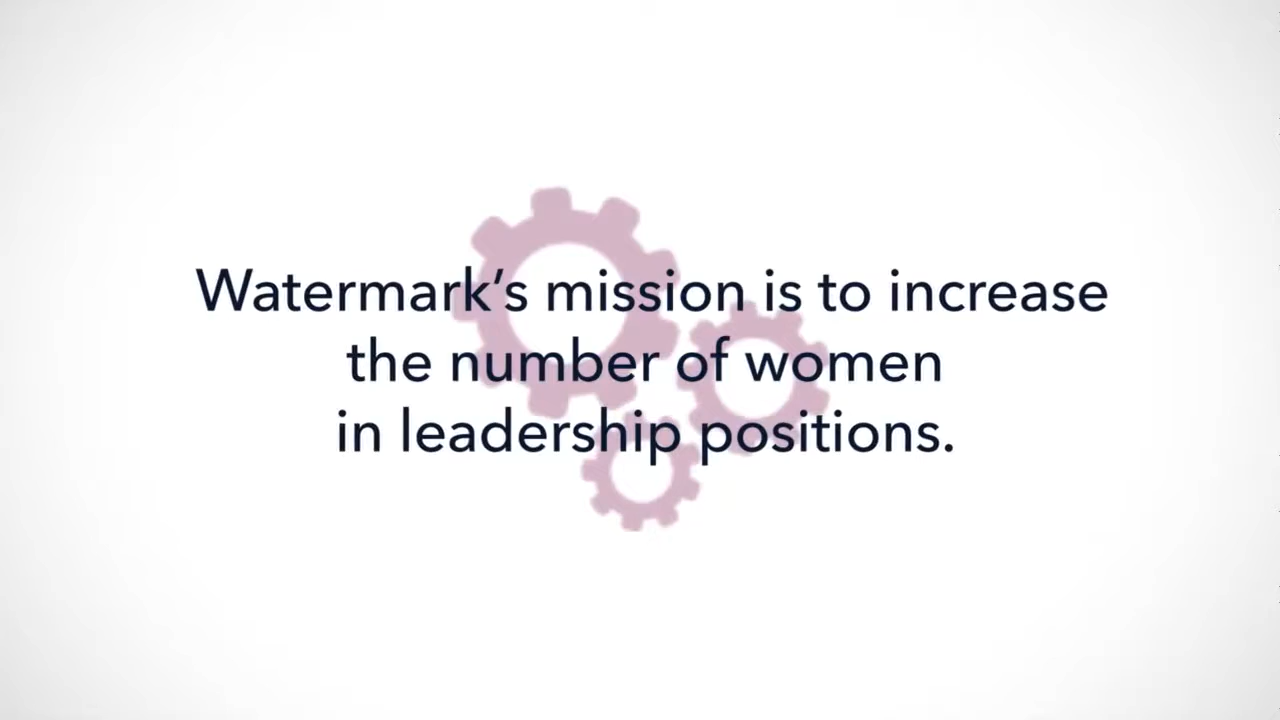 Watermark’s mission is to increase
the number of women
in leadership positions.